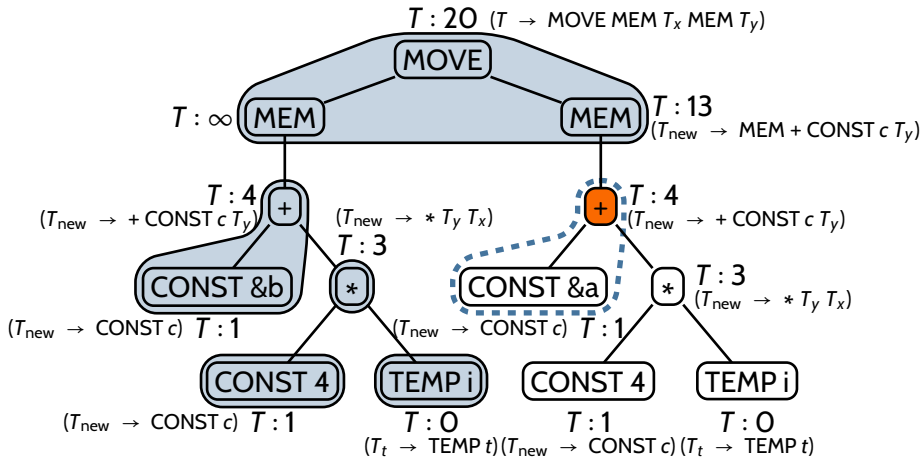 T : 20 (T → MOVE MEM Tx MEM Ty)
MOVE
T : ∞ MEM
MEM T : 13
(Tnew → MEM + CONST c Ty)
T : 4
(Tnew → + CONST c Ty)
+
(Tnew → * Ty Tx)
T : 3
+
T : 4
(Tnew → + CONST c Ty)
CONST &b
*
CONST &a
*
T : 3
(Tnew → * Ty Tx)
(Tnew → CONST c) T : 1
(Tnew → CONST c) T : 1
CONST 4
TEMP i
CONST 4
TEMP i
(Tnew → CONST c) T : 1
T : 0
(Tt → TEMP t)
T : 1
(Tnew → CONST c)
T : 0
(Tt → TEMP t)